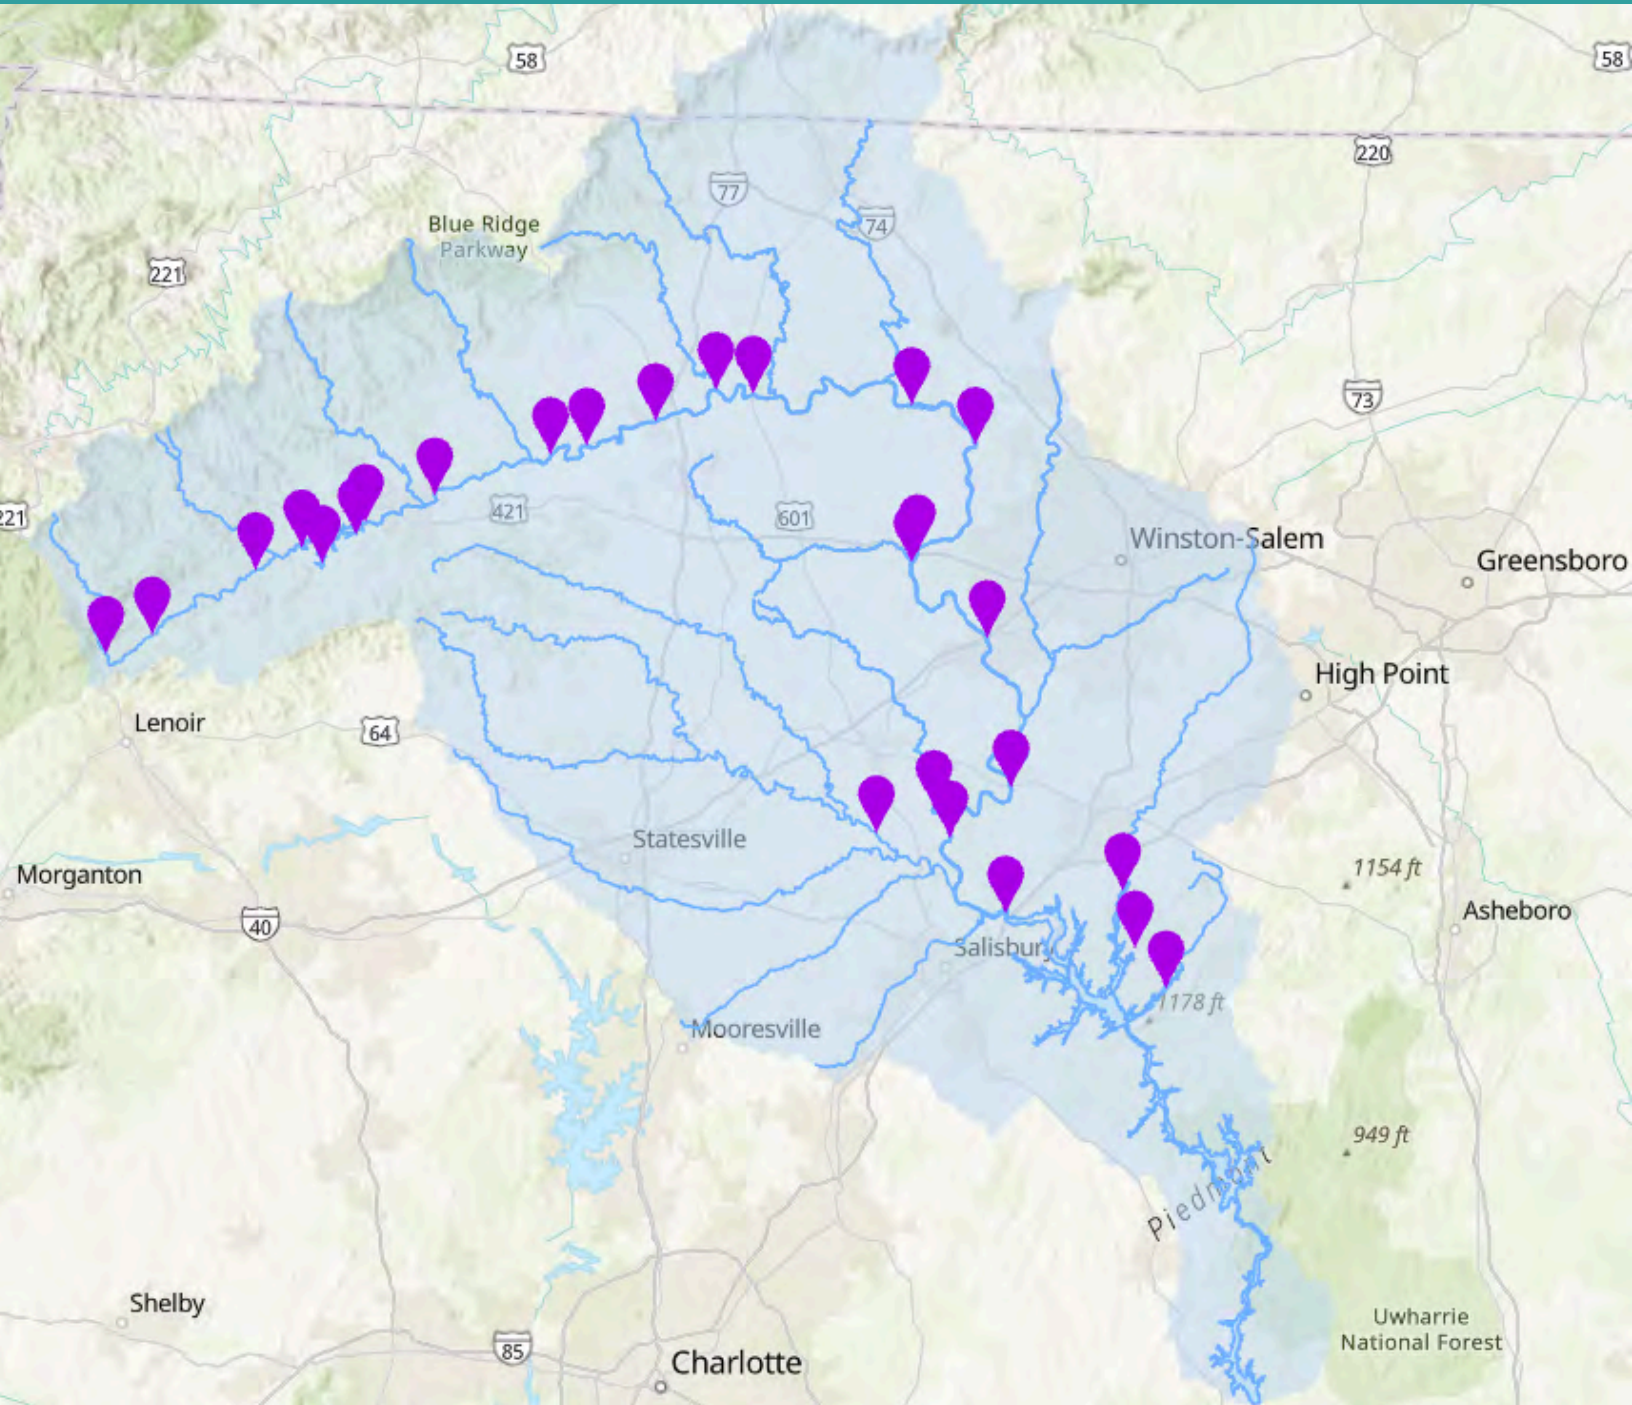 58
58
220
77
74
Blue Ridge
Parkway
221
73
221
421
601
Winston-Salem
Greensboro
High Point
Lenoir
64
Statesville
Morganton
1154 ft
40
Asheboro
Salisbury
1178 ft
Mooresville
949 ft
Piedmont
Shelby
Uwharrie
National Forest
85
Charlotte